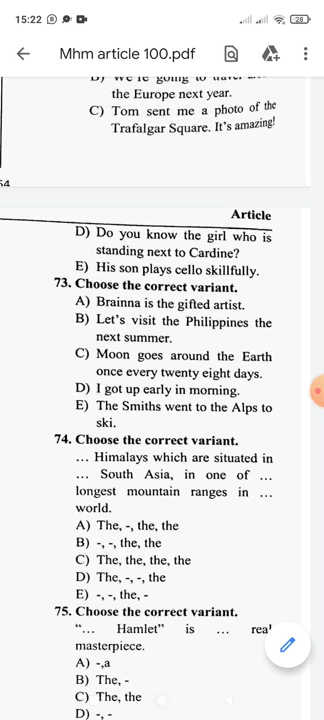 15:22
28
Mhm article 100.pdf
the Europe next year.
C) Tom sent me a photo of the
Trafalgar Square. It's amazing!
54
Article
D) Do you know the girl who is
standing next to Cardine?
E) His son plays cello skillfully.
73. Choose the correct variant.
A) Brainna is the gifted artist.
B) Let's visit the Philippines the
next summer.
C) Moon goes around the Earth
once every twenty eight days.
D) I got up early in morning.
E) The Smiths went to the Alps to
ski.
74. Choose the correct variant.
… Himalays which are situated in
… South Asia, in one of …
longest mountain ranges in …
world.
A) The, -, the, the
B) -, -, the, the
C) The, the, the, the
D) The, -, -, the
E) -, -, the, -
75. Choose the correct variant.
"… Hamlet" is … real
masterpiece.
A) -,a
B) The, -
C) The, the
D) -, -